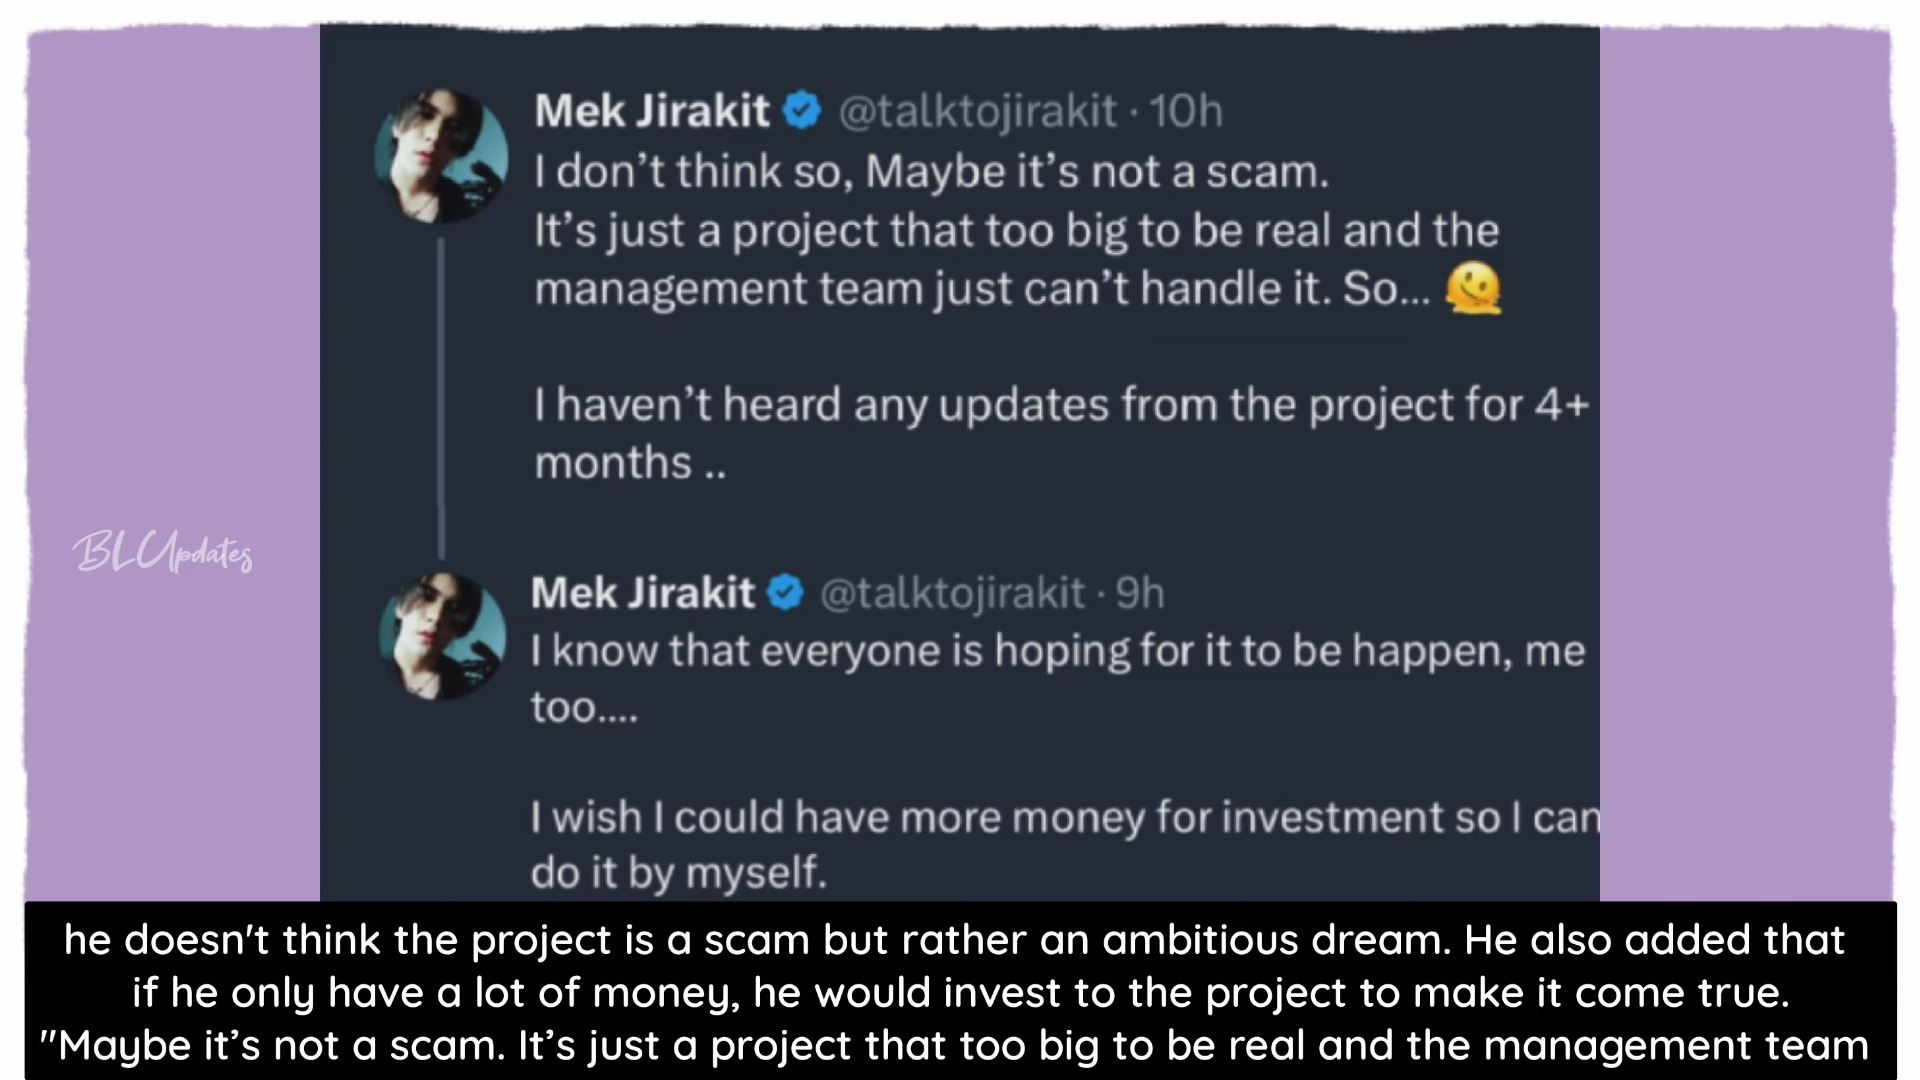 Mek Jirakit @talktojirakit · 10h
I don't think so, Maybe it's not a scam.
It's just a project that too big to be real and the
management team just can't handle it. So... 🫠
I haven't heard any updates from the project for 4+
months ..
BLUpdates
Mek Jirakit @talktojirakit · 9h
I know that everyone is hoping for it to be happen, me
too....
I wish I could have more money for investment so I can
do it by myself.
he doesn't think the project is a scam but rather an ambitious dream. He also added that
if he only have a lot of money, he would invest to the project to make it come true.
"Maybe it's not a scam. It's just a project that too big to be real and the management team